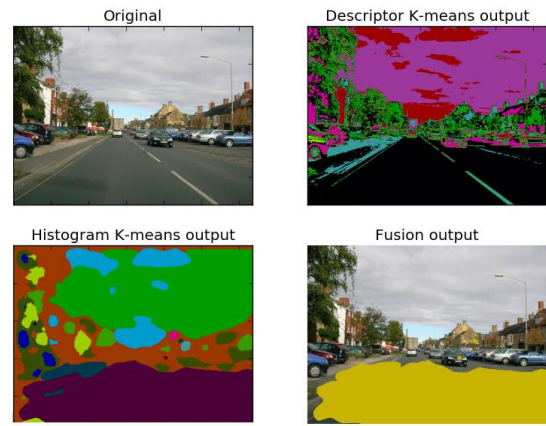 Original
Descriptor K-means output
Histogram K-means output
Fusion output